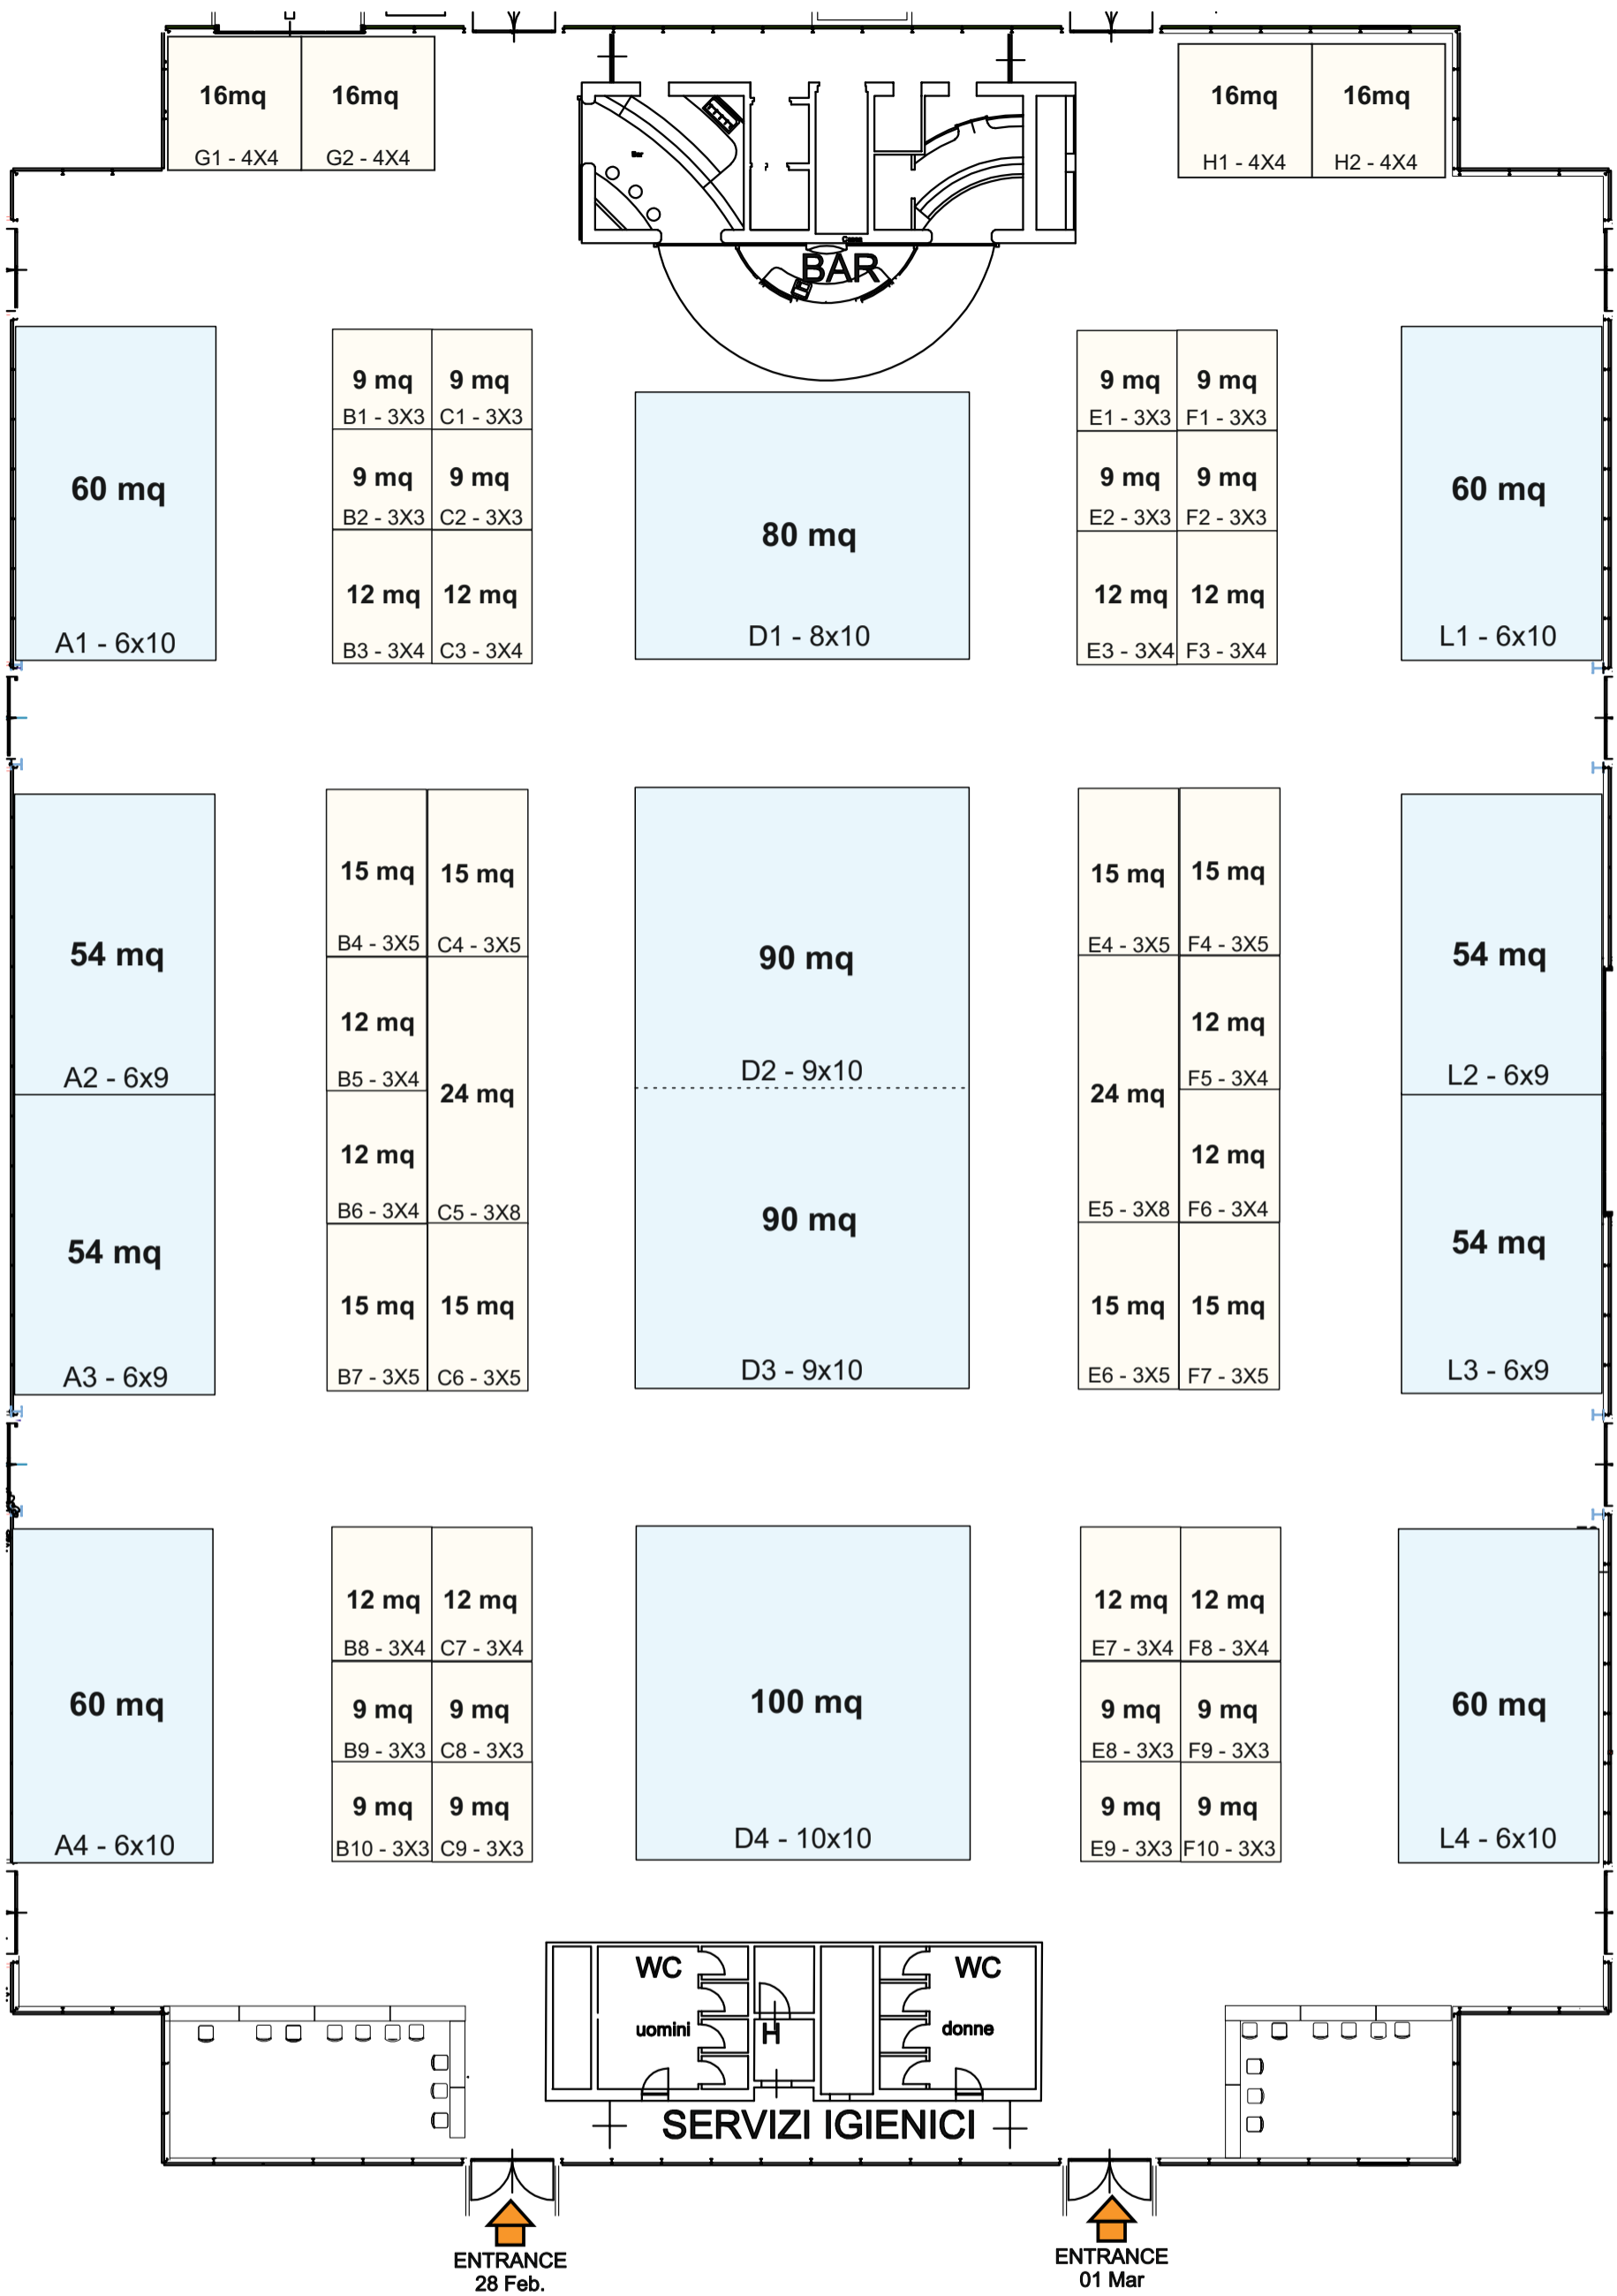 16mq 16mq
G1 - 4X4 G2 - 4X4
16mq 16mq
H1 - 4X4 H2 - 4X4
Bar
Cassa
BAR
60 mq
A1 - 6x10
9 mq 9 mq
B1 - 3X3 C1 - 3X3
9 mq 9 mq
B2 - 3X3 C2 - 3X3
12 mq 12 mq
B3 - 3X4 C3 - 3X4
80 mq
D1 - 8x10
9 mq 9 mq
E1 - 3X3 F1 - 3X3
9 mq 9 mq
E2 - 3X3 F2 - 3X3
12 mq 12 mq
E3 - 3X4 F3 - 3X4
60 mq
L1 - 6x10
54 mq
A2 - 6x9
54 mq
A3 - 6x9
15 mq 15 mq
B4 - 3X5 C4 - 3X5
12 mq
B5 - 3X4
24 mq
12 mq
B6 - 3X4 C5 - 3X8
15 mq 15 mq
B7 - 3X5 C6 - 3X5
90 mq
D2 - 9x10
90 mq
D3 - 9x10
15 mq 15 mq
E4 - 3X5 F4 - 3X5
12 mq
F5 - 3X4
24 mq
12 mq
E5 - 3X8 F6 - 3X4
15 mq 15 mq
E6 - 3X5 F7 - 3X5
54 mq
L2 - 6x9
54 mq
L3 - 6x9
60 mq
A4 - 6x10
12 mq 12 mq
B8 - 3X4 C7 - 3X4
9 mq 9 mq
B9 - 3X3 C8 - 3X3
9 mq 9 mq
B10 - 3X3 C9 - 3X3
100 mq
D4 - 10x10
12 mq 12 mq
E7 - 3X4 F8 - 3X4
9 mq 9 mq
E8 - 3X3 F9 - 3X3
9 mq 9 mq
E9 - 3X3 F10 - 3X3
60 mq
L4 - 6x10
WC WC
uomini H donne
SERVIZI IGIENICI
ENTRANCE
28 Feb.
ENTRANCE
01 Mar